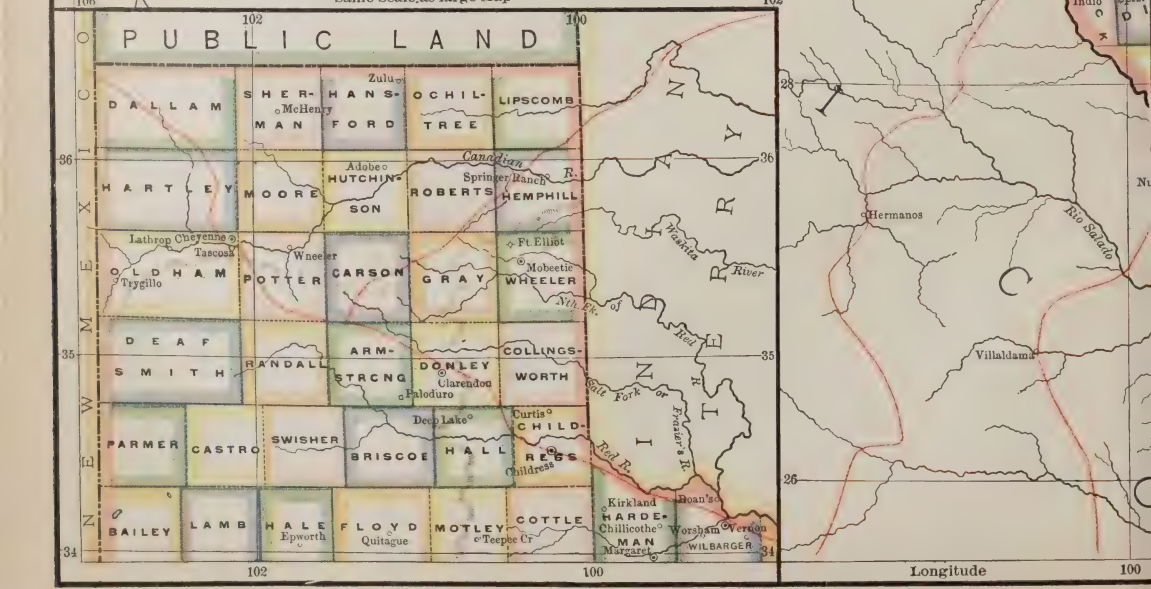 106
Same Scale as large Map
102
100
102
PUBLIC LAND
NEW MEXICO
INDIAN TERRITORY
DALLAM
SHER-
MAN
McHenry
Zulu
HANS-
FORD
OCHIL-
TREE
LIPSCOMB
36
Canadian R.
36
HARTLEY
MOORE
Adobe
HUTCHIN-
SON
ROBERTS
Springer Ranch
HEMPHILL
Lathrop Cheyenne
Tascosa
OLDHAM
Trygillo
Wheeler
POTTER
CARSON
GRAY
Ft. Elliot
Mobeetie
WHEELER
Waskita River
Nth. Fk. of Red R.
DEAF
SMITH
RANDALL
ARM-
STRONG
Paloduro
DONLEY
Clarendon
COLLINGS-
WORTH
35
35
Salt Fork of
Frazier's R.
PARMER
CASTRO
SWISHER
BRISCOE
Deep Lake
HALL
Curtis
CHILD-
RESS
Childress
Red R.
BAILEY
LAMB
HALE
Epworth
FLOYD
Quitague
MOTLEY
Teepee Cr
COTTLE
Kirkland
HARDE-
Chillicothe
MAN
Margaret
Doan's
Worsham
Vernon
WILBARGER
34
34
102
100
Indio
28
I
Hermanos
Rio Salado
Nu
C
Villaldama
26
O
Longitude
100